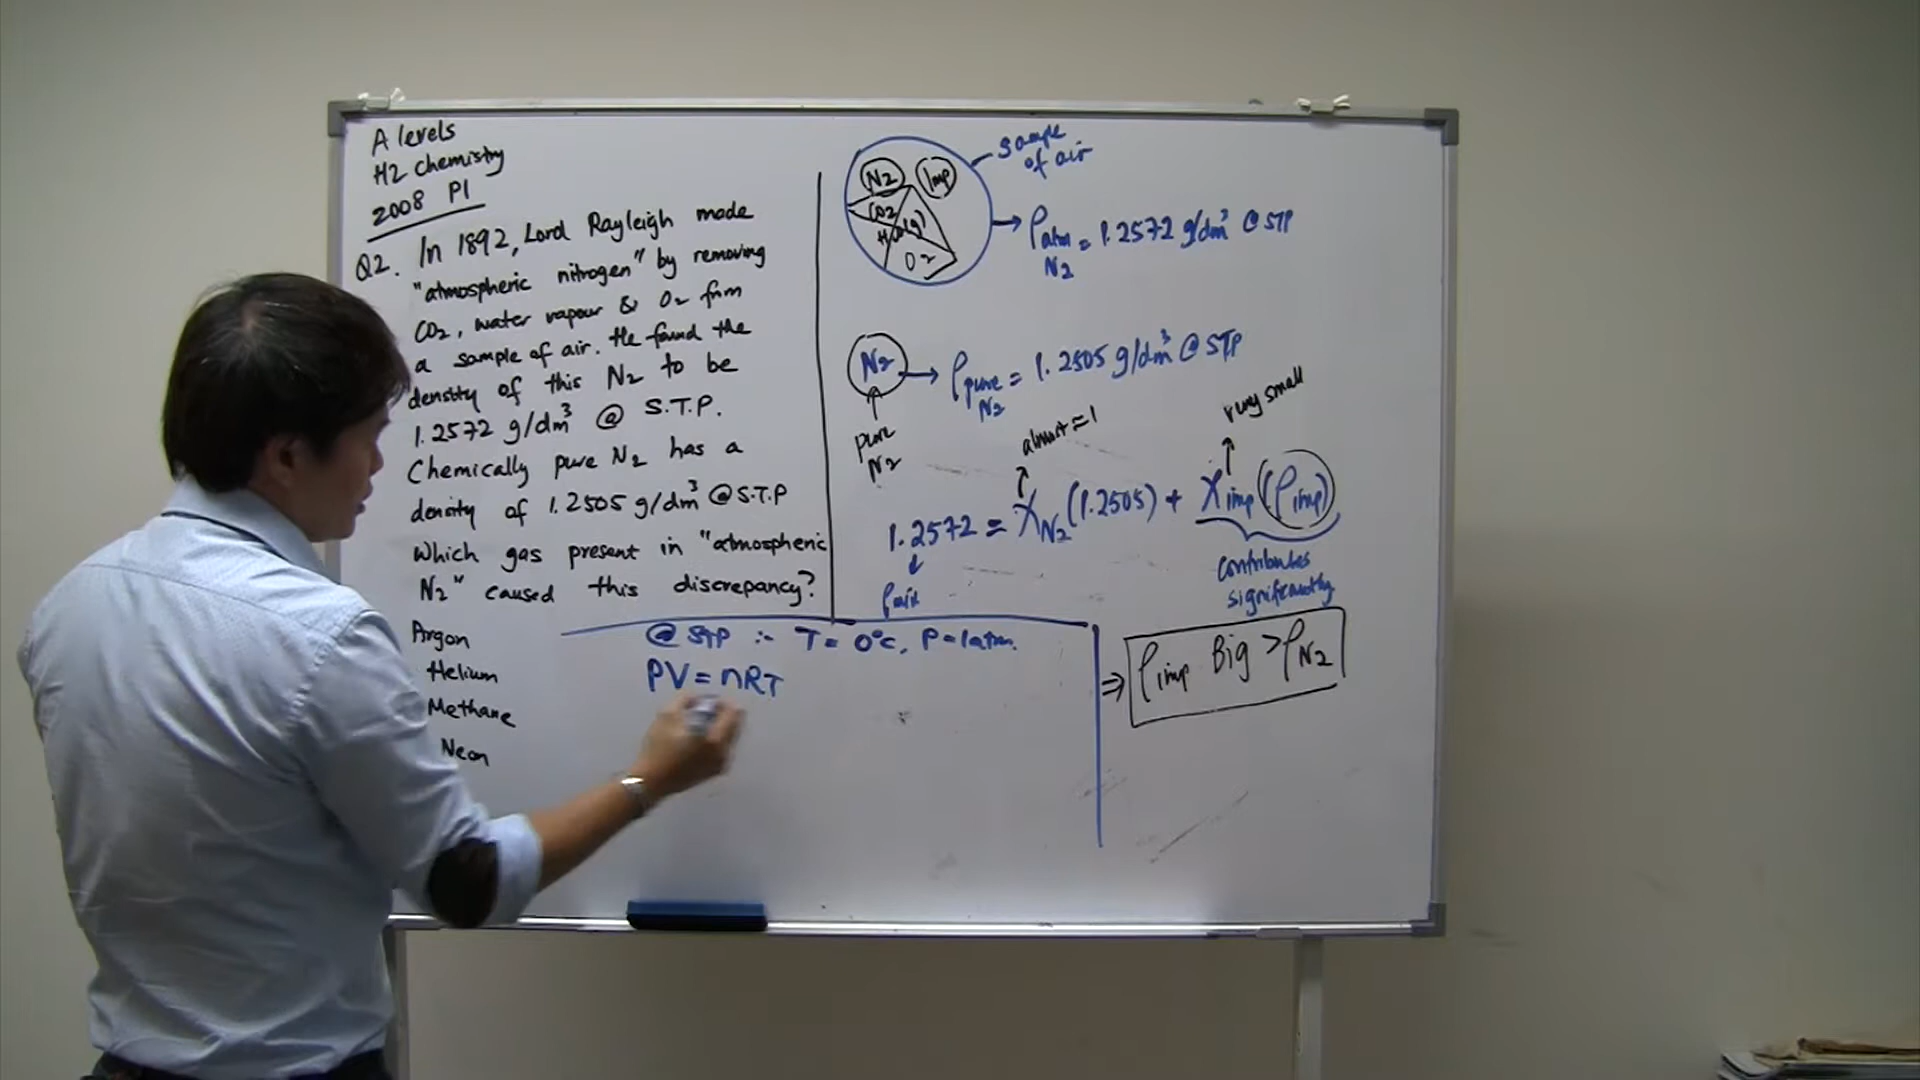 A levels
H2 chemistry
2008 P1
Q2. In 1892, Lord Rayleigh made
"atmospheric nitrogen" by removing
CO2, water vapour & O2 from
a sample of air. He found the
density of this N2 to be
1.2572 g/dm³ @ S.T.P.
Chemically pure N2 has a
density of 1.2505 g/dm³ @ S.T.P
Which gas present in "atmospheric
N2" caused this discrepancy?
Argon
Helium
Methane
Neon
N2 Imp
CO2
H2O(g)
O2
sample
of air
ρatm N2 = 1.2572 g/dm³ @ STP
N2
pure
N2
ρpure N2 = 1.2505 g/dm³ @ STP
almost = 1
very small
1.2572 = XN2 (1.2505) + Ximp (ρimp)
ρair
contributes
significantly
ρimp Big > ρN2
@ STP :- T = 0°C, P = 1atm.
PV = nRT